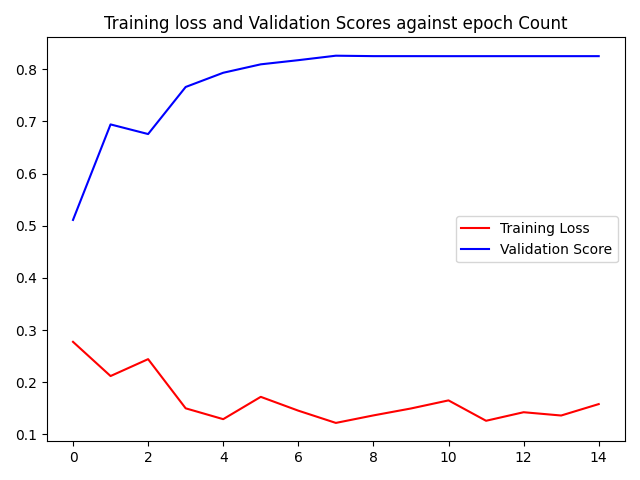 Training loss and Validation Scores against epoch Count
0.8
0.7
0.6
0.5
0.4
0.3
0.2
0.1
Training Loss
Validation Score
0 2 4 6 8 10 12 14